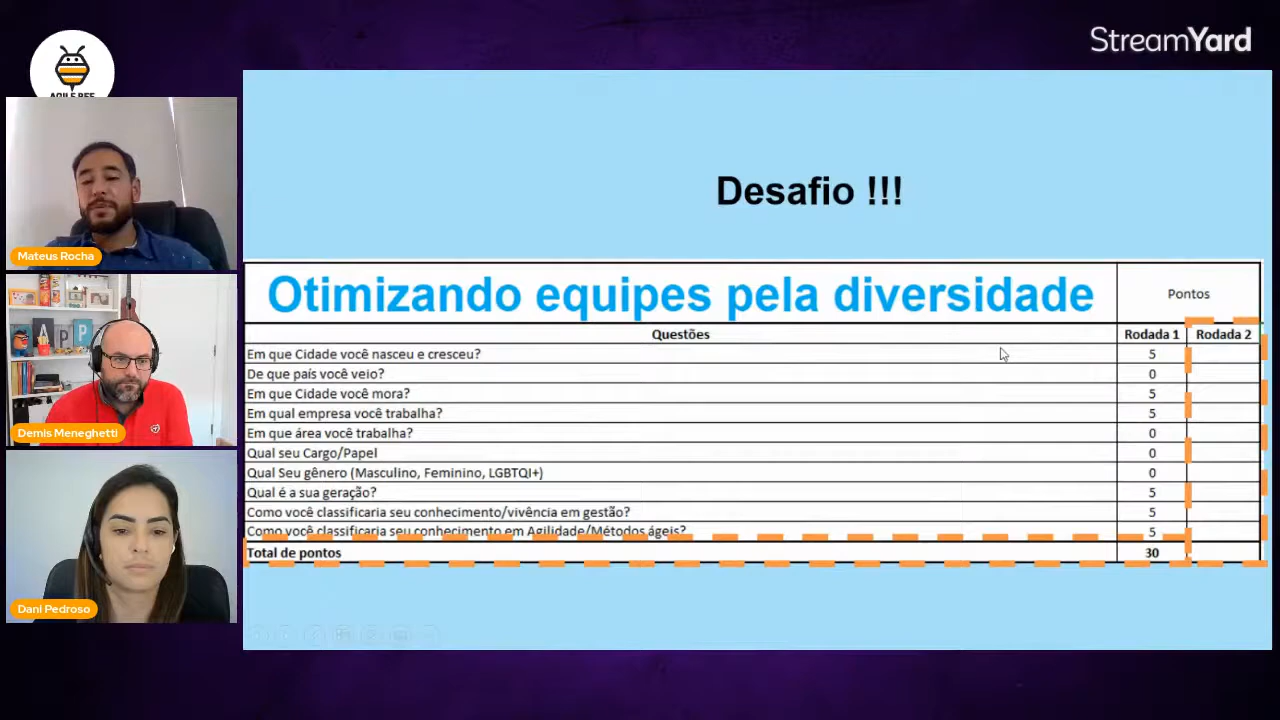 StreamYard
AGILE BEE
Mateus Rocha
Demis Meneghetti
APP
Dani Pedroso
Desafio !!!
Otimizando equipes pela diversidade
Pontos
Questões Rodada 1 Rodada 2
Em que Cidade você nasceu e cresceu? 5
De que país você veio? 0
Em que Cidade você mora? 5
Em qual empresa você trabalha? 5
Em que área você trabalha? 0
Qual seu Cargo/Papel 0
Qual Seu gênero (Masculino, Feminino, LGBTQI+) 0
Qual é a sua geração? 5
Como você classificaria seu conhecimento/vivência em gestão? 5
Como você classificaria seu conhecimento em Agilidade/Métodos ágeis? 5
Total de pontos 30